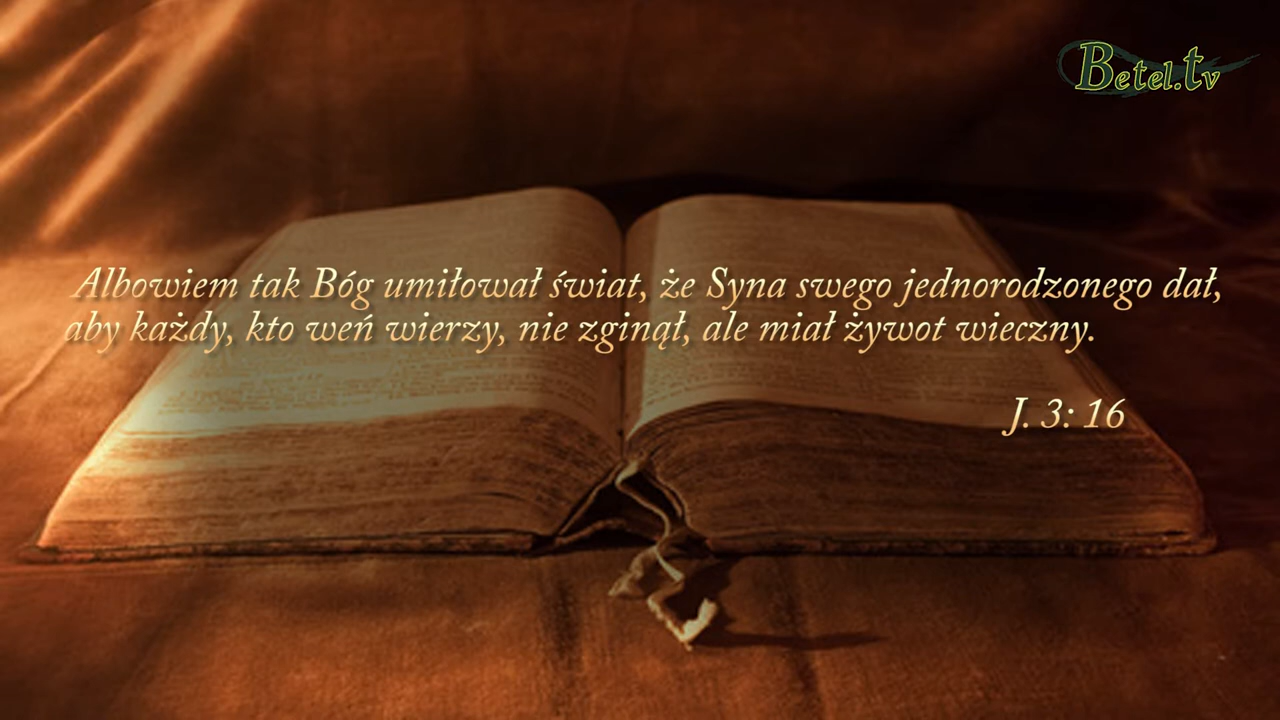 Betel.tv
Albowiem tak Bóg umiłował świat, że Syna swego jednorodzonego dał,
aby każdy, kto weń wierzy, nie zginął, ale miał żywot wieczny.
J. 3: 16